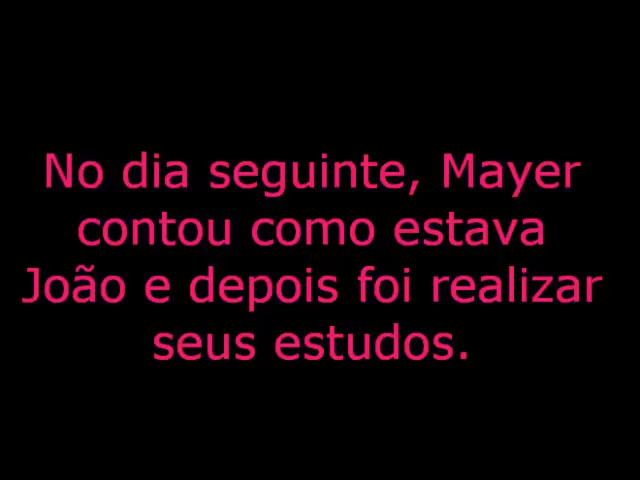 No dia seguinte, Mayer
contou como estava
João e depois foi realizar
seus estudos.